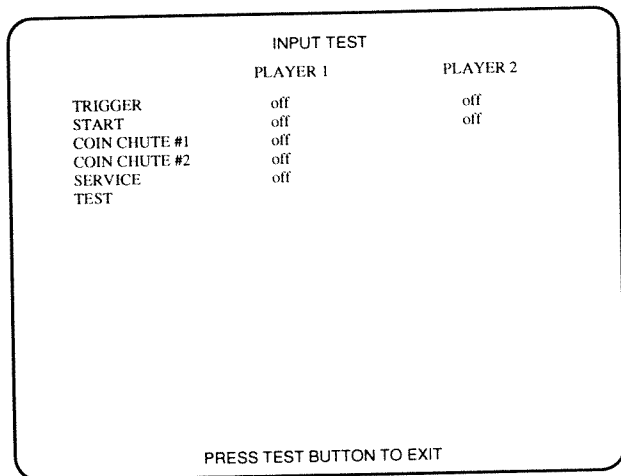 INPUT TEST
PLAYER 1 PLAYER 2
TRIGGER off off
START off off
COIN CHUTE #1 off
COIN CHUTE #2 off
SERVICE off
TEST
PRESS TEST BUTTON TO EXIT